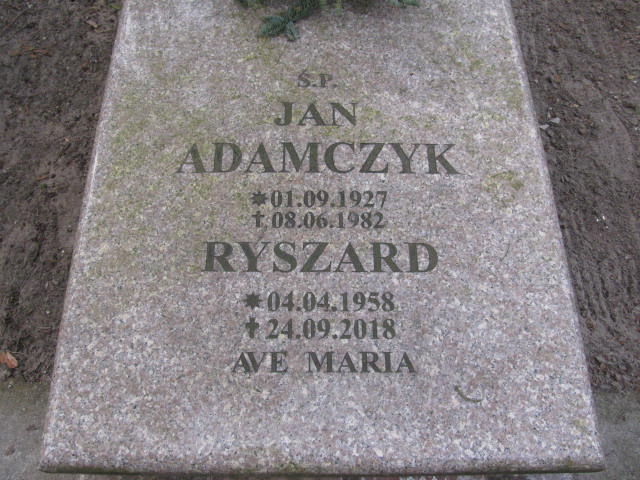 Ś.P.
JAN
ADAMCZYK
✷01.09.1927
†08.06.1982
RYSZARD
✷04.04.1958
✝24.09.2018
AVE MARIA